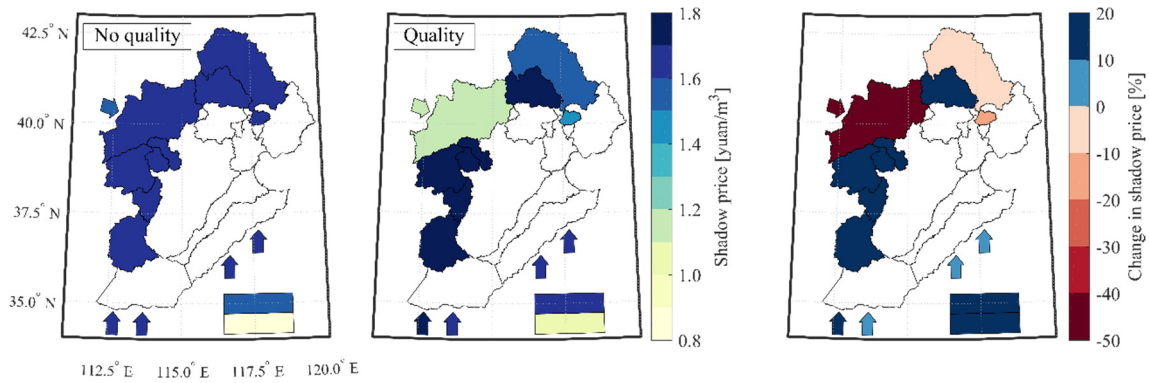 42.5° N
40.0° N
37.5° N
35.0° N
No quality
112.5° E 115.0° E 117.5° E 120.0° E
Quality
1.8
1.6
1.4
1.2
1.0
0.8
Shadow price [yuan/m³]
20
10
0
-10
-20
-30
-40
-50
Change in shadow price [%]